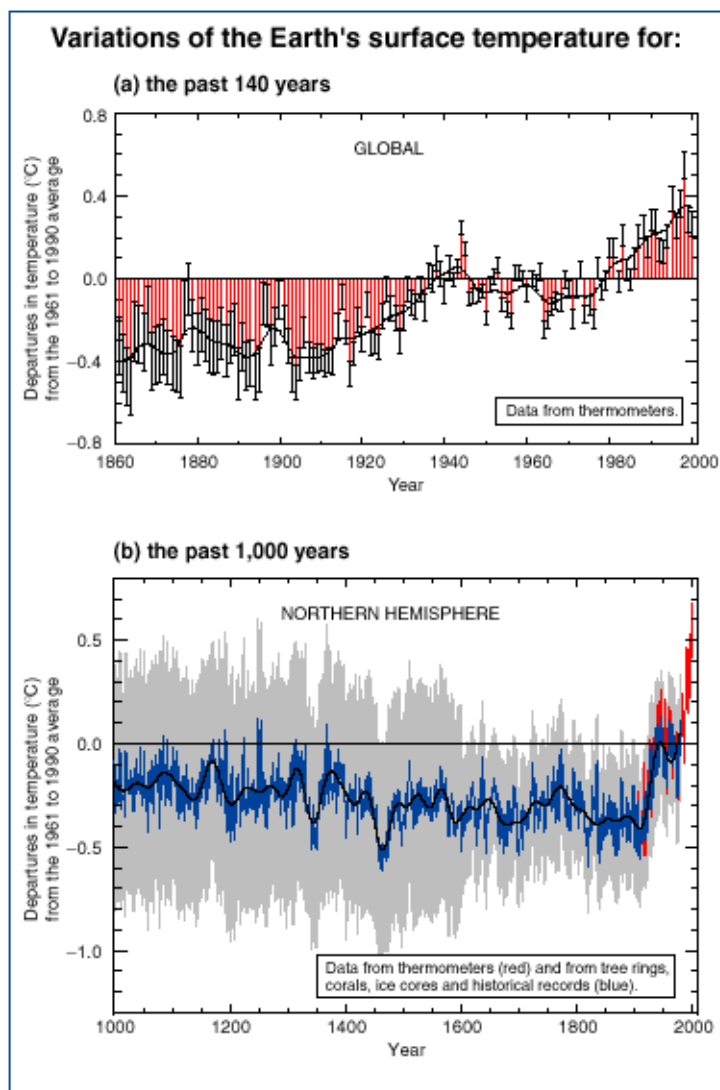 Variations of the Earth's surface temperature for:
(a) the past 140 years
GLOBAL
Departures in temperature (°C)
from the 1961 to 1990 average
0.8
0.4
0.0
−0.4
−0.8
Data from thermometers.
1860 1880 1900 1920 1940 1960 1980 2000
Year
(b) the past 1,000 years
NORTHERN HEMISPHERE
Departures in temperature (°C)
from the 1961 to 1990 average
0.5
0.0
−0.5
−1.0
Data from thermometers (red) and from tree rings,
corals, ice cores and historical records (blue).
1000 1200 1400 1600 1800 2000
Year